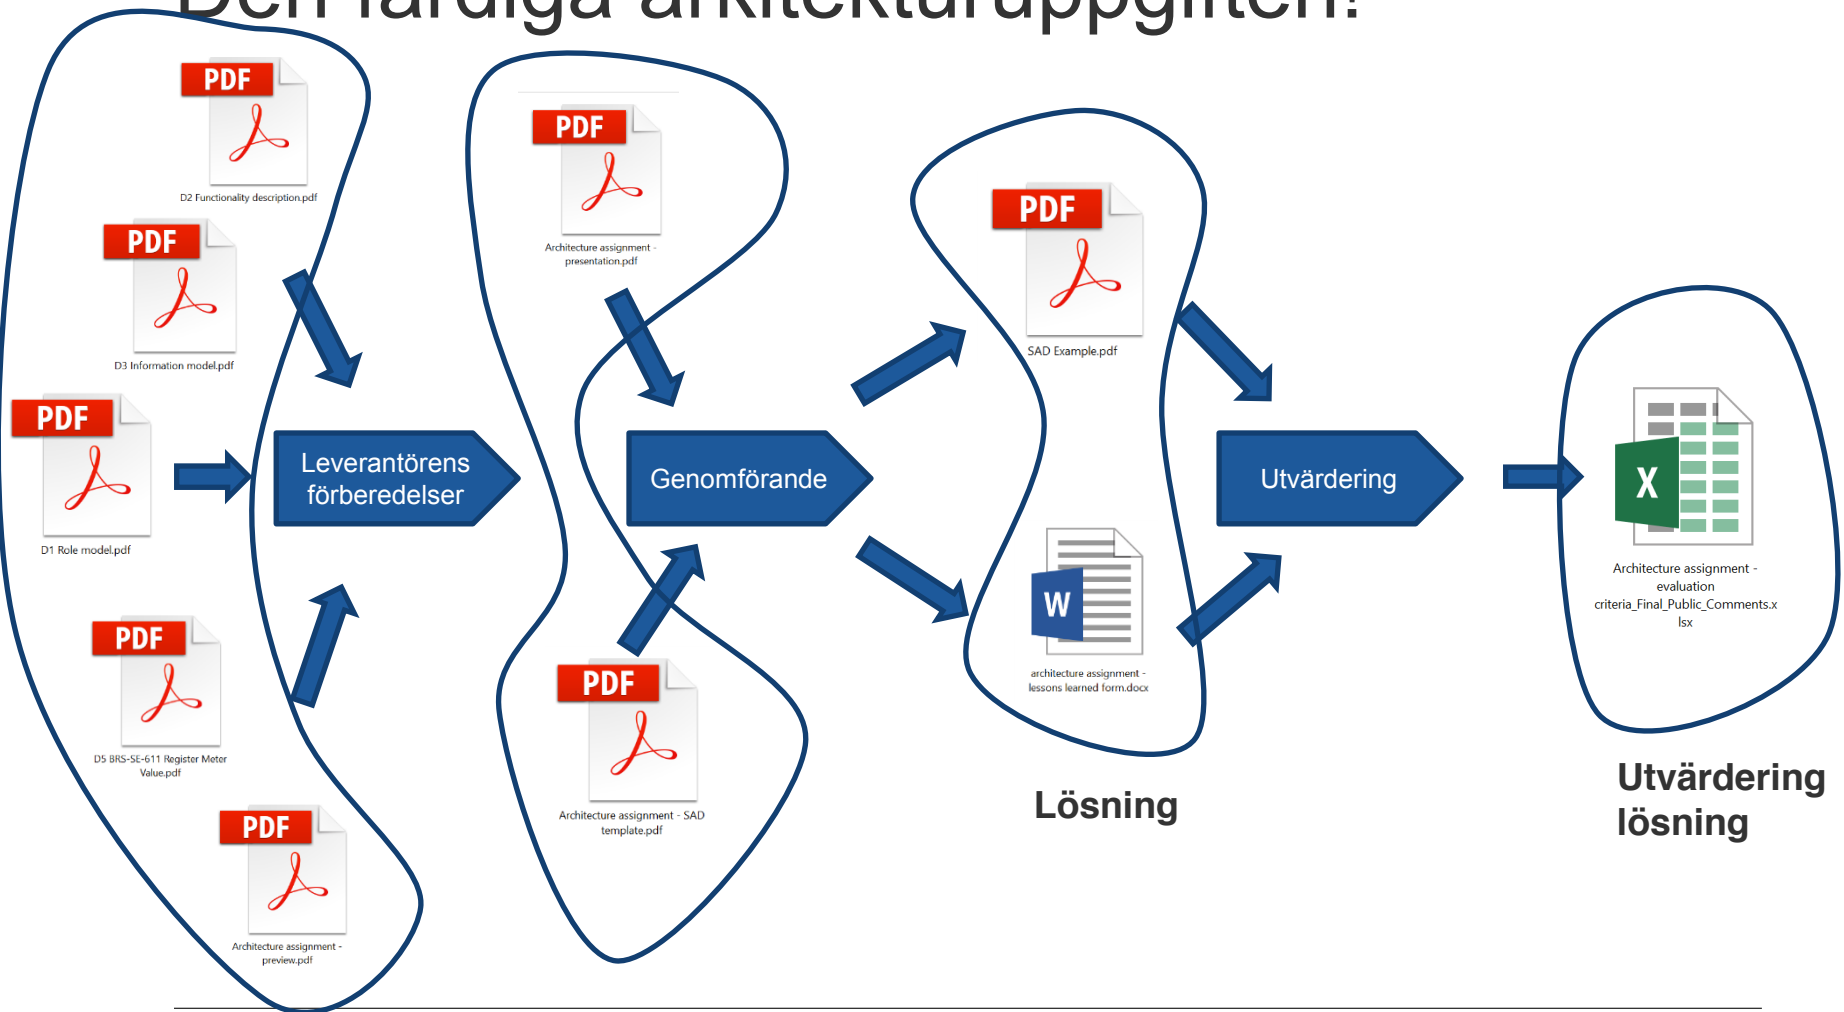 Den färdiga arkitekturuppgiften!
PDF
D2 Functionality description.pdf
PDF
D3 Information model.pdf
PDF
D1 Role model.pdf
PDF
D5 BRS-SE-611 Register Meter
Value.pdf
PDF
Architecture assignment -
preview.pdf
Leverantörens
förberedelser
PDF
Architecture assignment -
presentation.pdf
PDF
Architecture assignment - SAD
template.pdf
Genomförande
PDF
SAD Example.pdf
W
architecture assignment -
lessons learned form.docx
Lösning
Utvärdering
X
Architecture assignment -
evaluation
criteria_Final_Public_Comments.x
lsx
Utvärdering
lösning